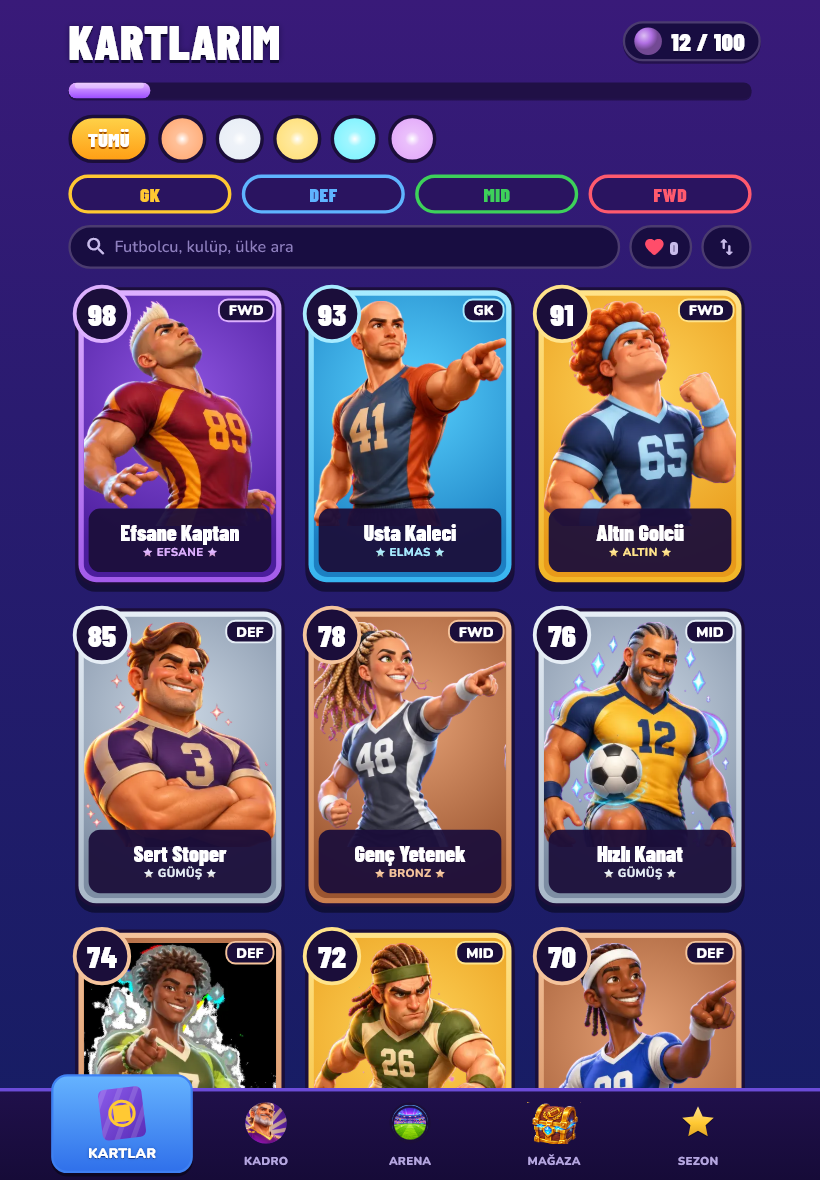 KARTLARIM
12 / 100
TÜMÜ
GK DEF MID FWD
Futbolcu, kulüp, ülke ara
0
98 FWD
89
Efsane Kaptan
★ EFSANE ★
93 GK
41
Usta Kaleci
★ ELMAS ★
91 FWD
65
Altın Golcü
★ ALTIN ★
85 DEF
3
Sert Stoper
★ GÜMÜŞ ★
78 FWD
48
Genç Yetenek
★ BRONZ ★
76 MID
12
Hızlı Kanat
★ GÜMÜŞ ★
74 DEF
72 MID
26
70 DEF
KARTLAR
KADRO
ARENA
MAĞAZA
SEZON